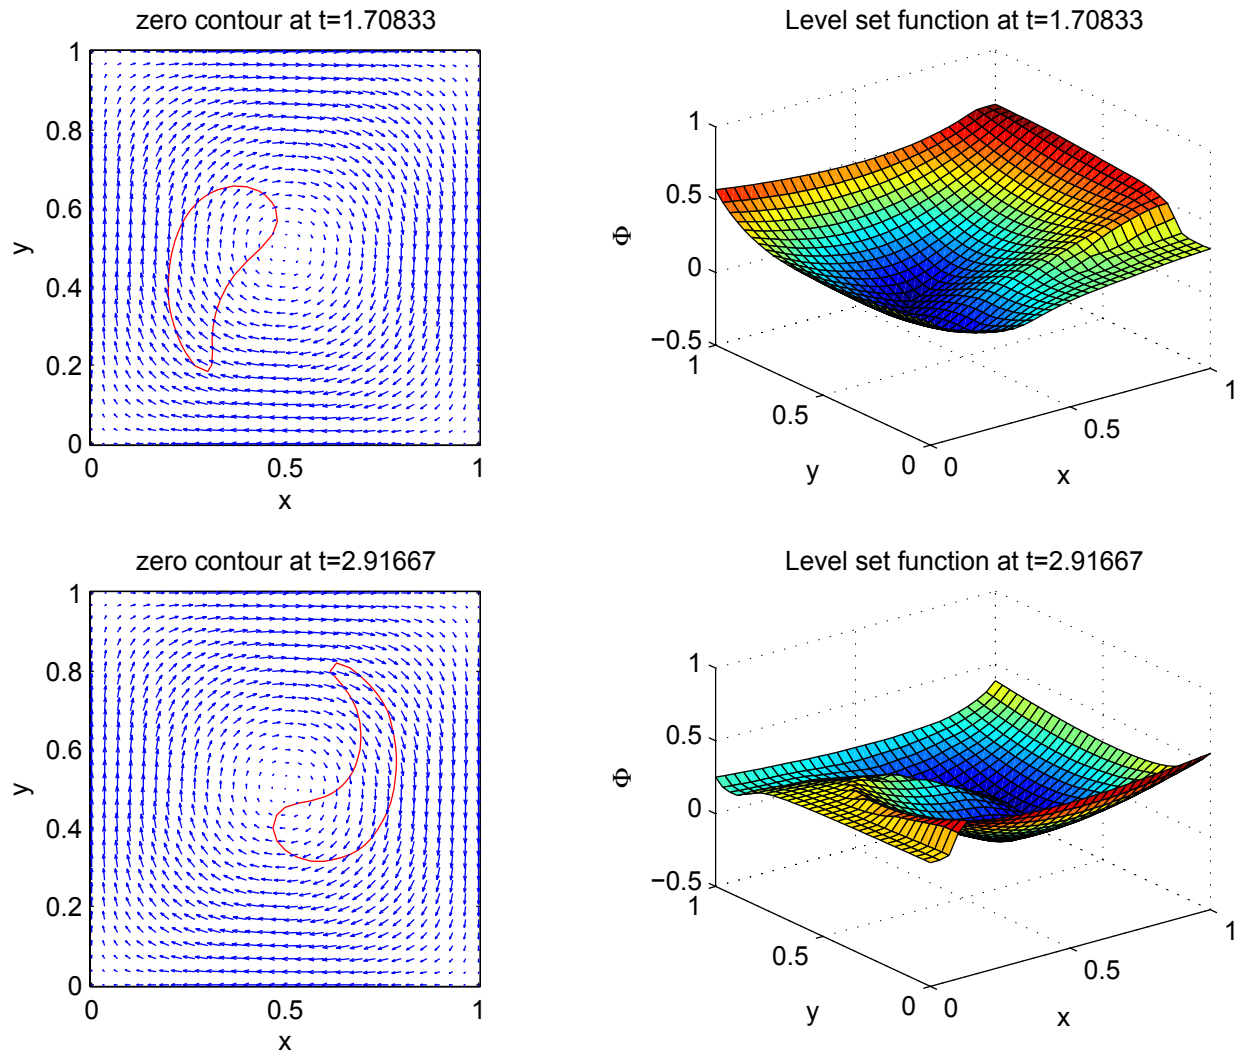 zero contour at t=1.70833
1
0.8
0.6
y
0.4
0.2
0
0
0.5
1
x
Level set function at t=1.70833
1
0.5
Φ
0
−0.5
1
0.5
y
0
0
x
0.5
1
zero contour at t=2.91667
1
0.8
0.6
y
0.4
0.2
0
0
0.5
1
x
Level set function at t=2.91667
1
0.5
Φ
0
−0.5
1
0.5
y
0
0
x
0.5
1